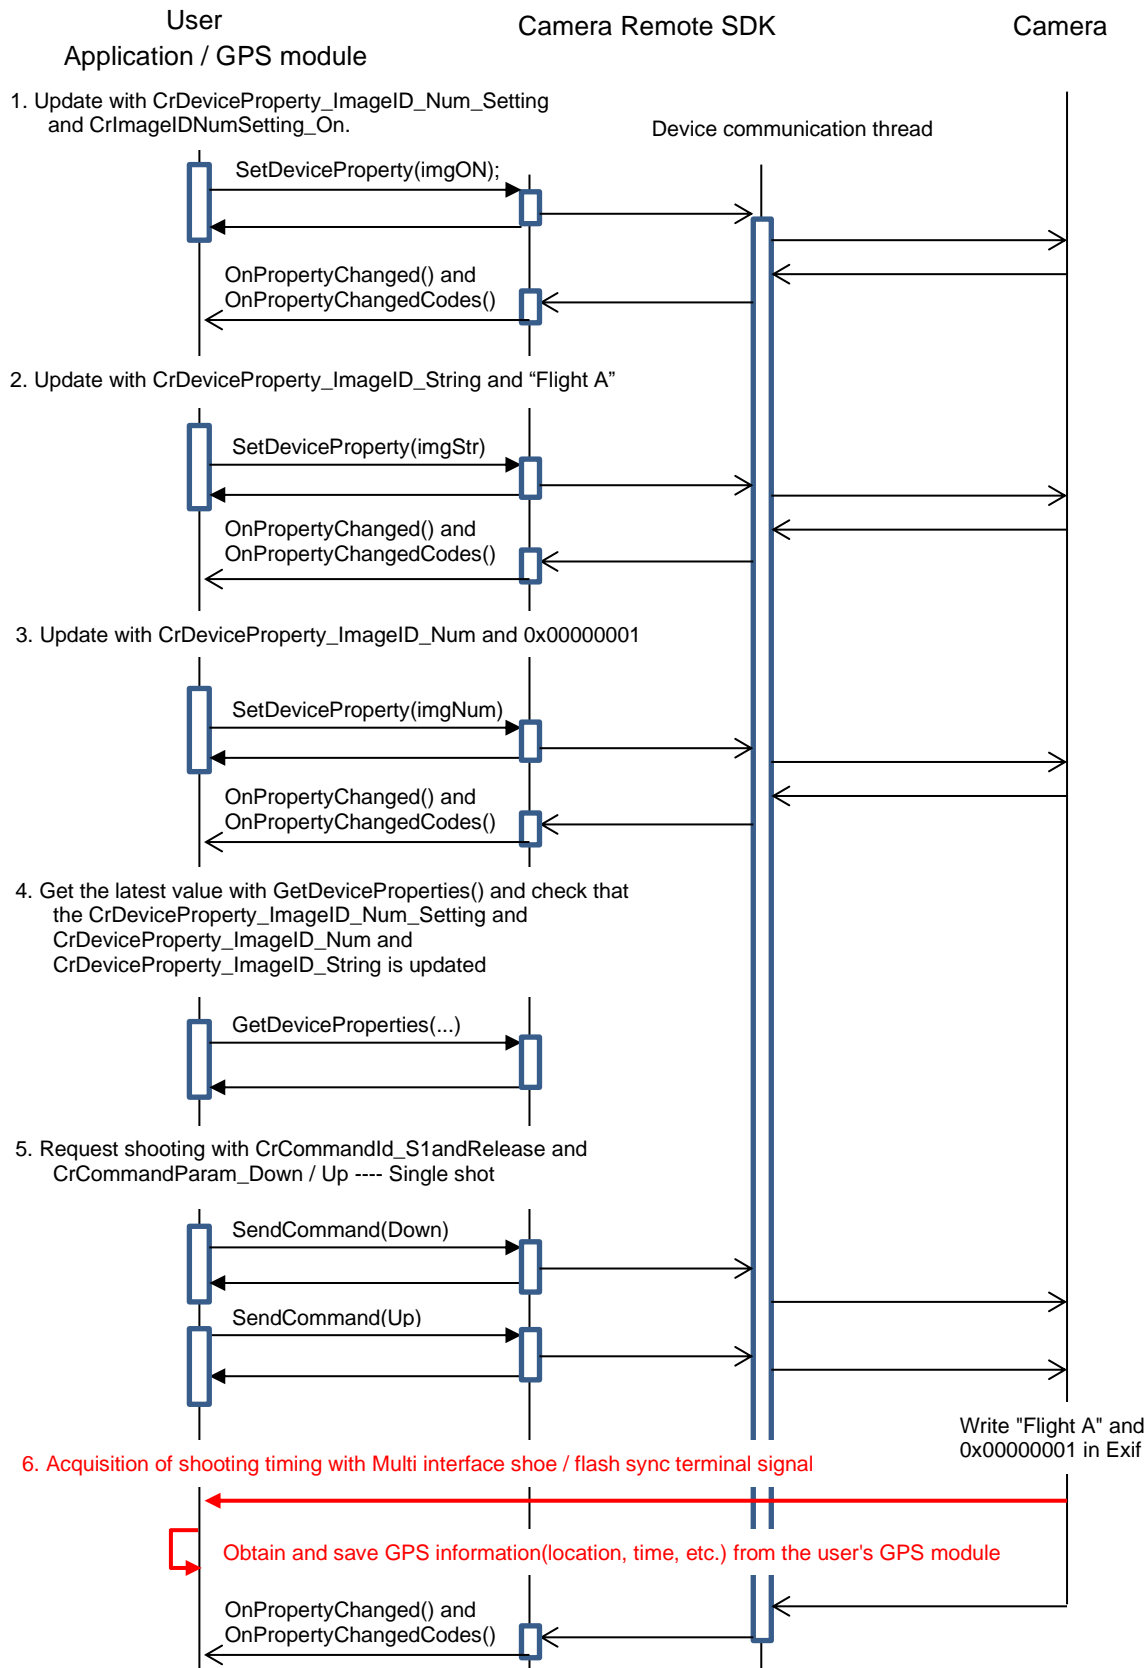 User
Application / GPS module
Camera Remote SDK
Camera
1. Update with CrDeviceProperty_ImageID_Num_Setting
and CrImageIDNumSetting_On.
Device communication thread
SetDeviceProperty(imgON);
OnPropertyChanged() and
OnPropertyChangedCodes()
2. Update with CrDeviceProperty_ImageID_String and “Flight A”
SetDeviceProperty(imgStr)
OnPropertyChanged() and
OnPropertyChangedCodes()
3. Update with CrDeviceProperty_ImageID_Num and 0x00000001
SetDeviceProperty(imgNum)
OnPropertyChanged() and
OnPropertyChangedCodes()
4. Get the latest value with GetDeviceProperties() and check that
the CrDeviceProperty_ImageID_Num_Setting and
CrDeviceProperty_ImageID_Num and
CrDeviceProperty_ImageID_String is updated
GetDeviceProperties(...)
5. Request shooting with CrCommandId_S1andRelease and
CrCommandParam_Down / Up ---- Single shot
SendCommand(Down)
SendCommand(Up)
Write "Flight A" and
0x00000001 in Exif
6. Acquisition of shooting timing with Multi interface shoe / flash sync terminal signal
Obtain and save GPS information(location, time, etc.) from the user's GPS module
OnPropertyChanged() and
OnPropertyChangedCodes()